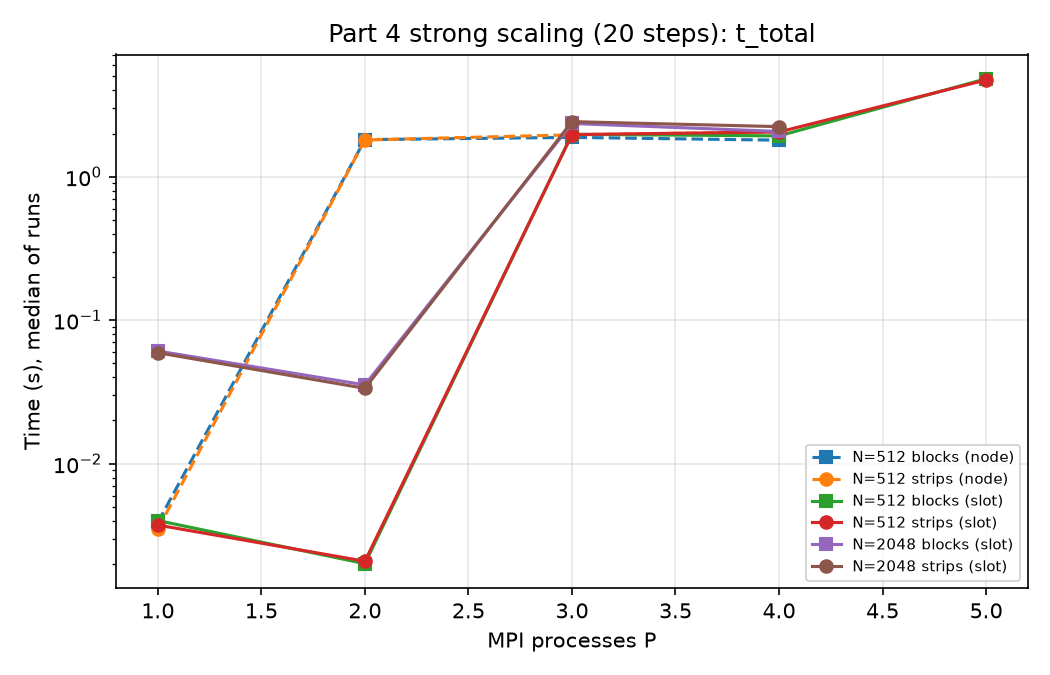 Part 4 strong scaling (20 steps): t_total
Time (s), median of runs
10⁰
10⁻¹
10⁻²
N=512 blocks (node)
N=512 strips (node)
N=512 blocks (slot)
N=512 strips (slot)
N=2048 blocks (slot)
N=2048 strips (slot)
1.0 1.5 2.0 2.5 3.0 3.5 4.0 4.5 5.0
MPI processes P